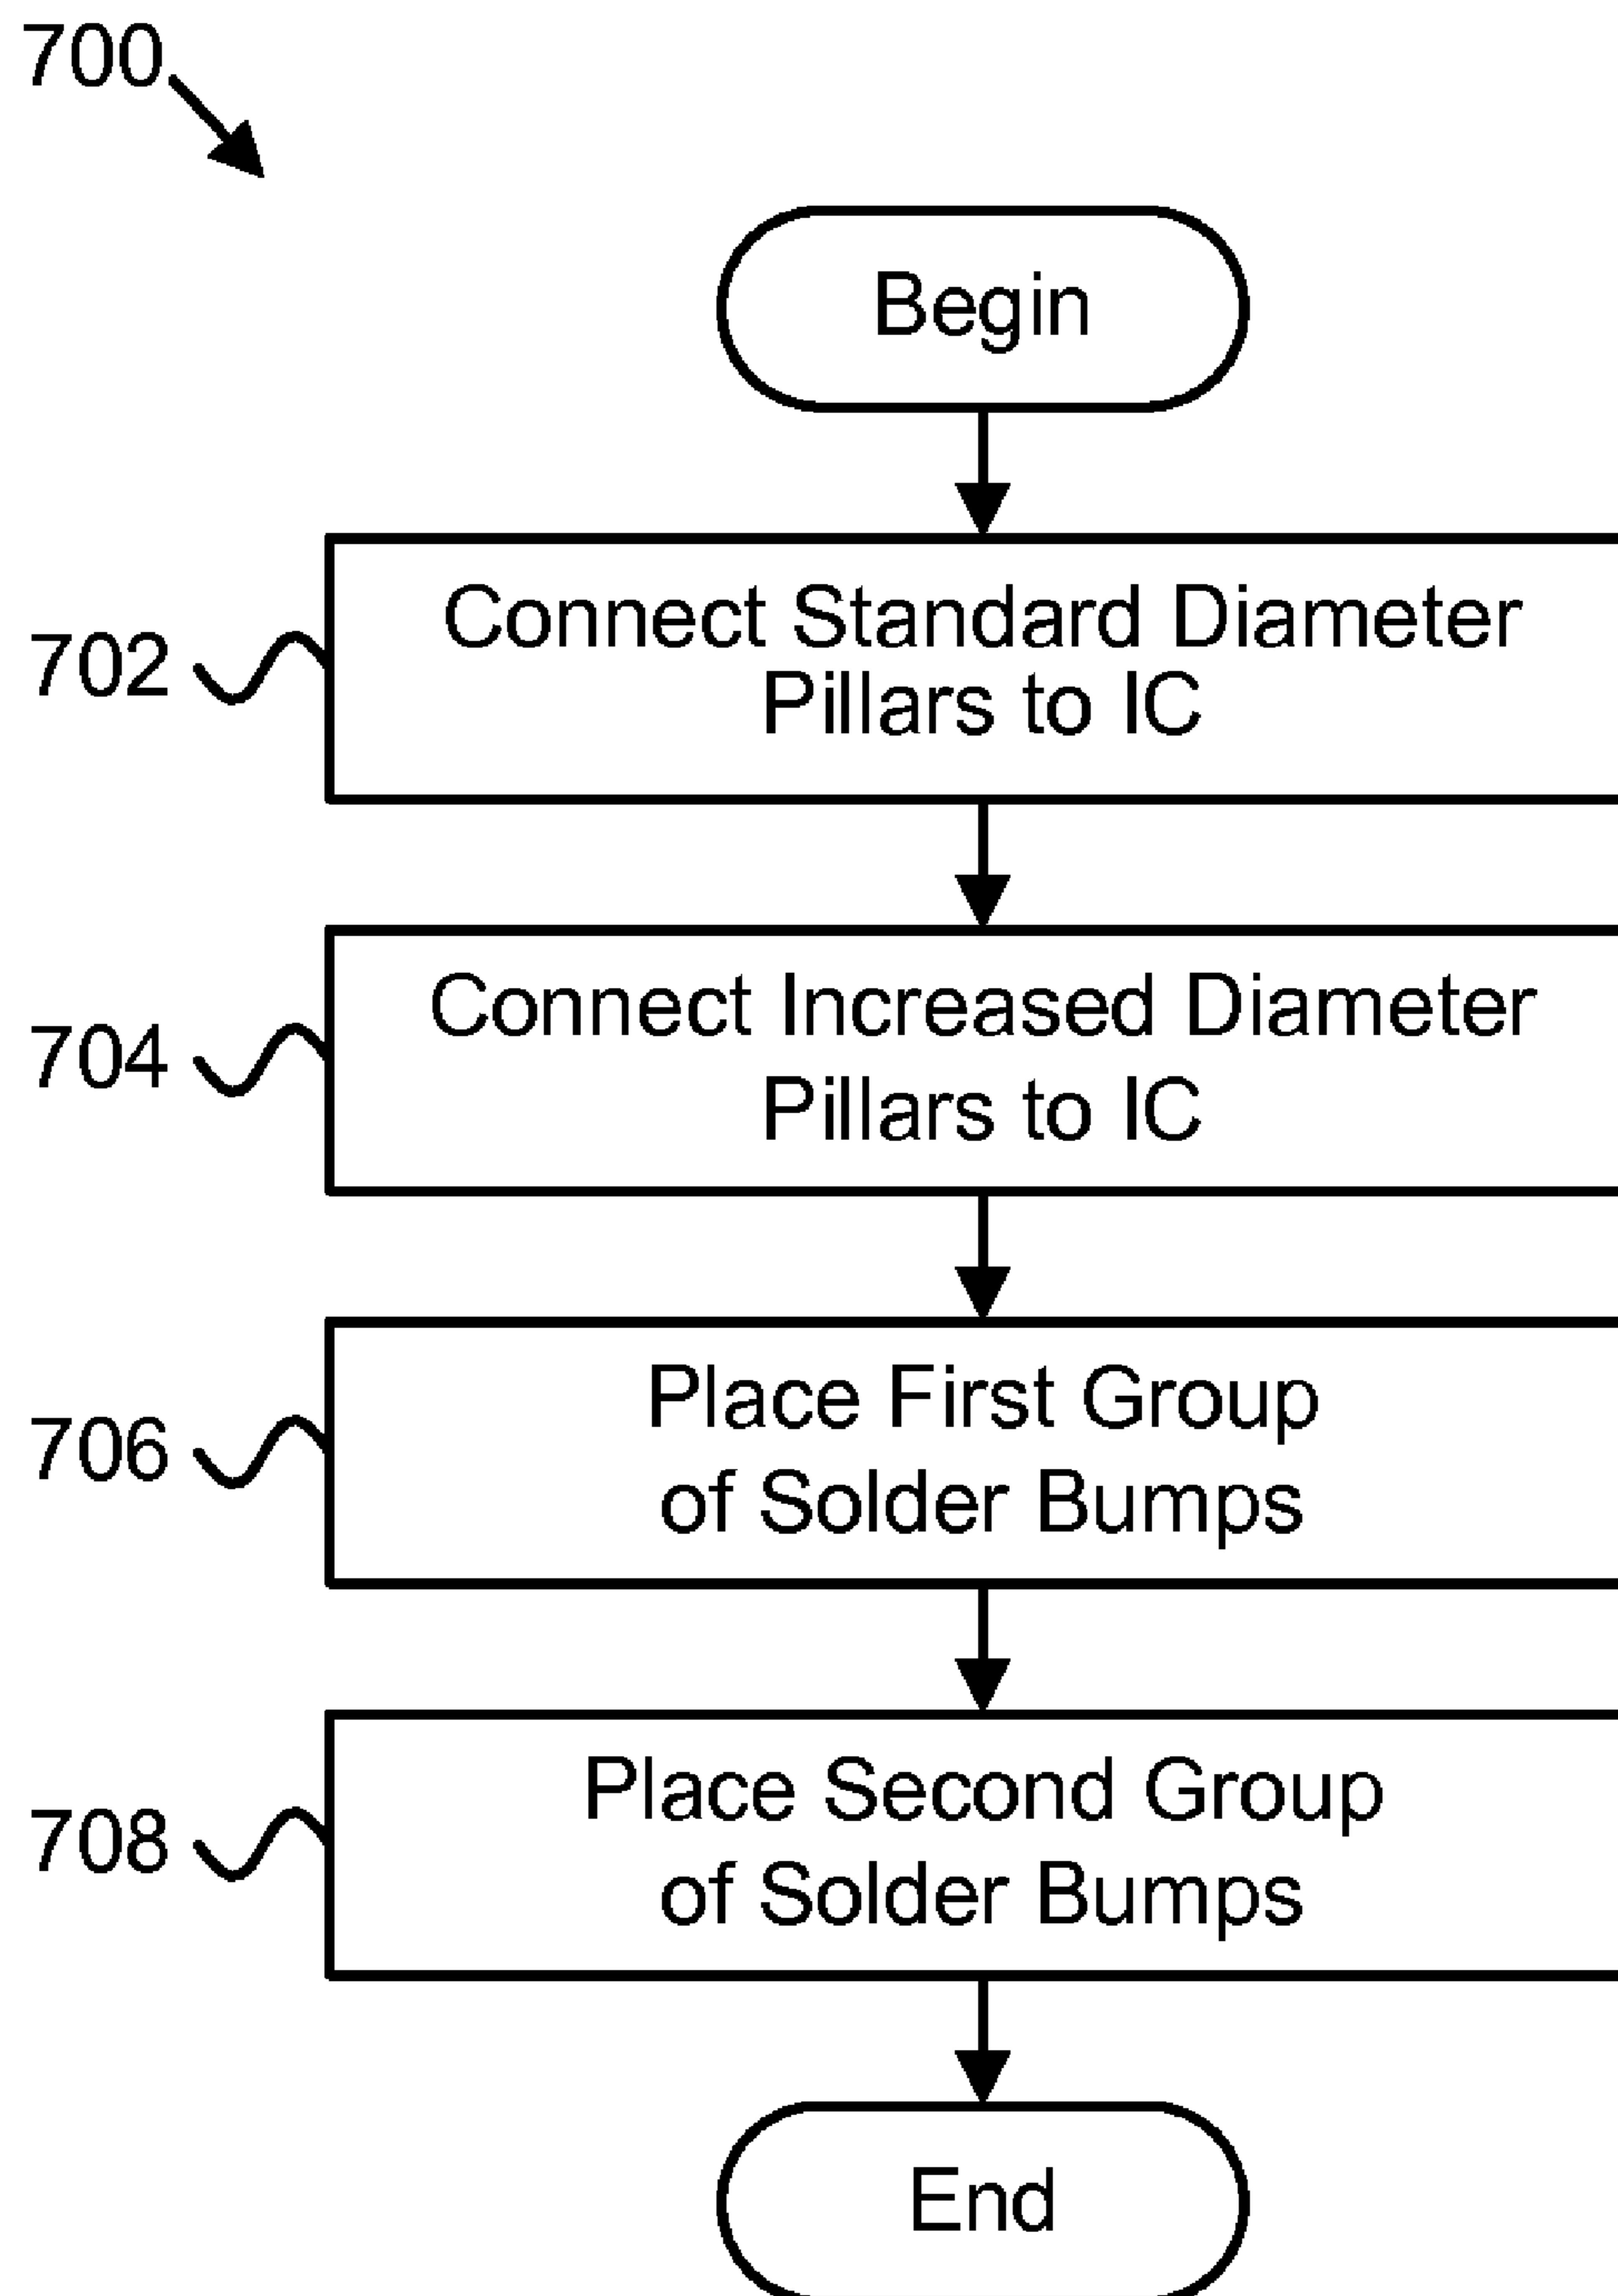 700
Begin
702
Connect Standard Diameter
Pillars to IC
704
Connect Increased Diameter
Pillars to IC
706
Place First Group
of Solder Bumps
708
Place Second Group
of Solder Bumps
End